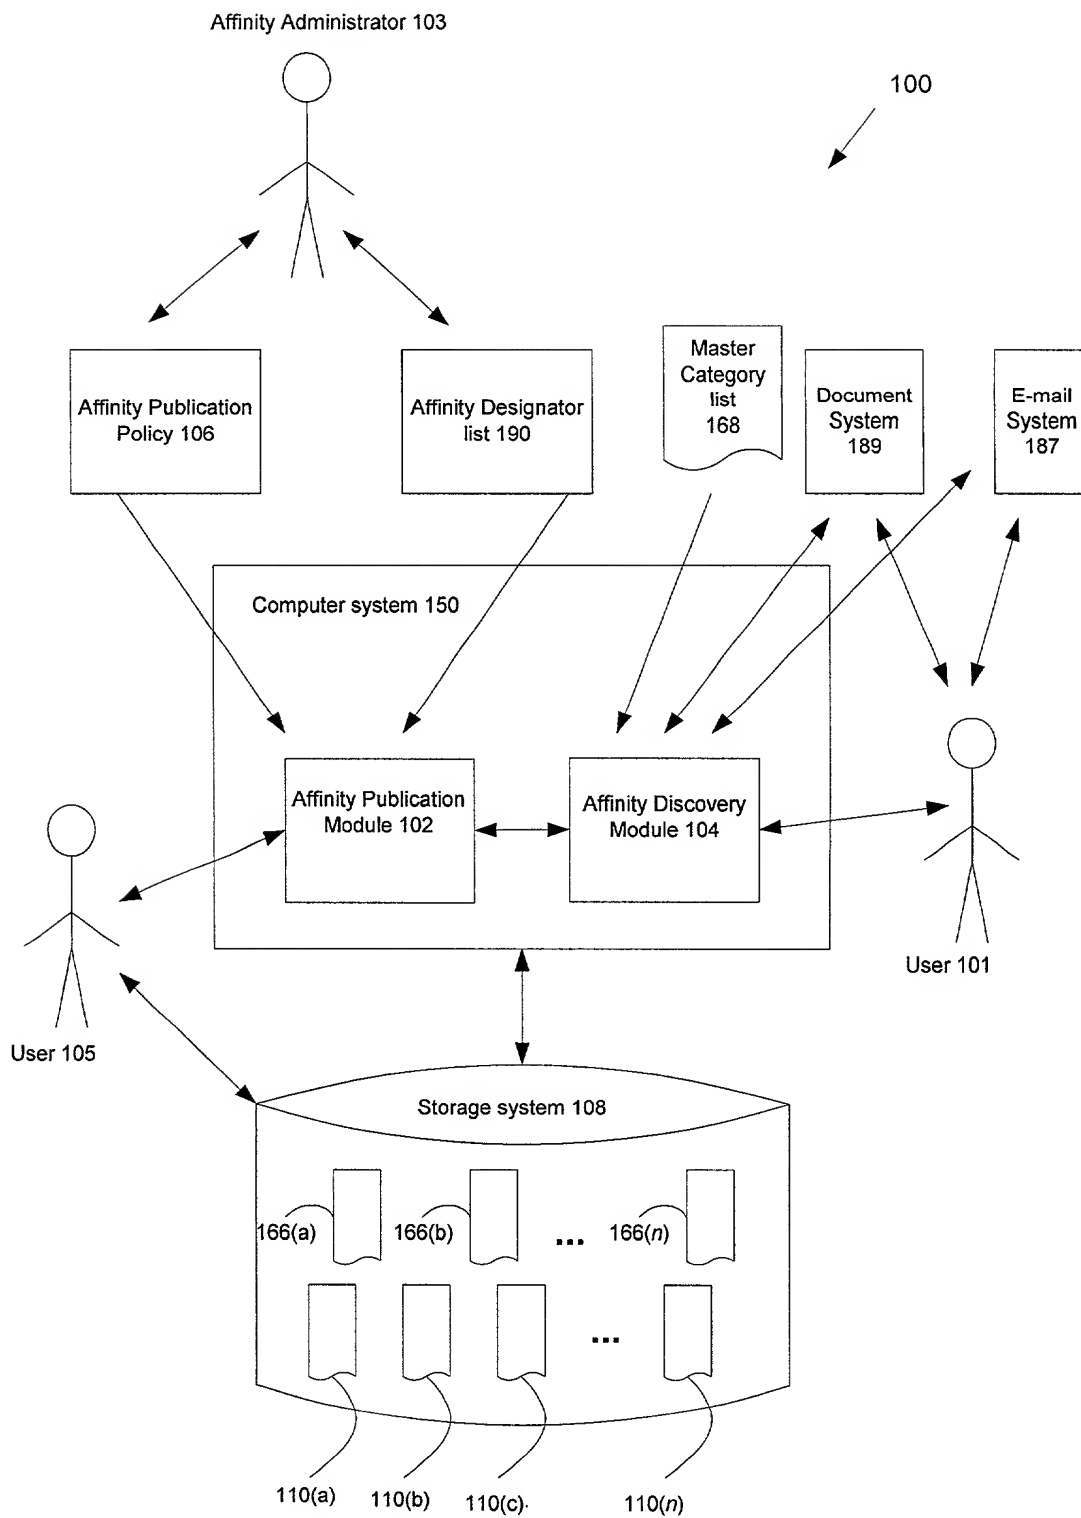 Affinity Administrator 103
100
Affinity Publication
Policy 106
Affinity Designator
list 190
Master
Category
list
168
Document
System
189
E-mail
System
187
Computer system 150
Affinity Publication
Module 102
Affinity Discovery
Module 104
User 101
User 105
Storage system 108
166(a)
166(b)
...
166(n)
...
110(a)
110(b)
110(c).
110(n)